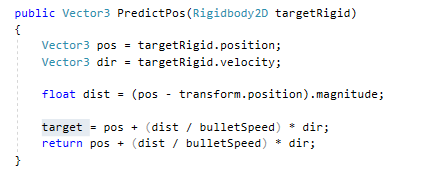 public Vector3 PredictPos(Rigidbody2D targetRigid)
{
Vector3 pos = targetRigid.position;
Vector3 dir = targetRigid.velocity;
float dist = (pos - transform.position).magnitude;
target = pos + (dist / bulletSpeed) * dir;
return pos + (dist / bulletSpeed) * dir;
}